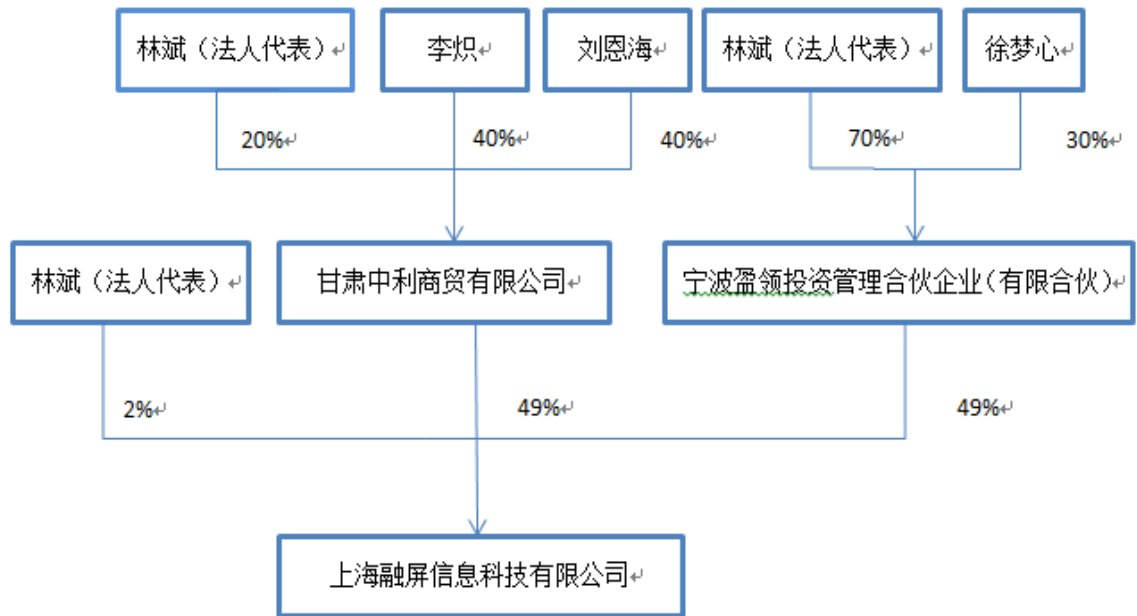 林斌（法人代表）
李炽
刘恩海
林斌（法人代表）
徐梦心
20%
40%
40%
70%
30%
林斌（法人代表）
甘肃中利商贸有限公司
宁波盈领投资管理合伙企业（有限合伙）
2%
49%
49%
上海融屏信息科技有限公司